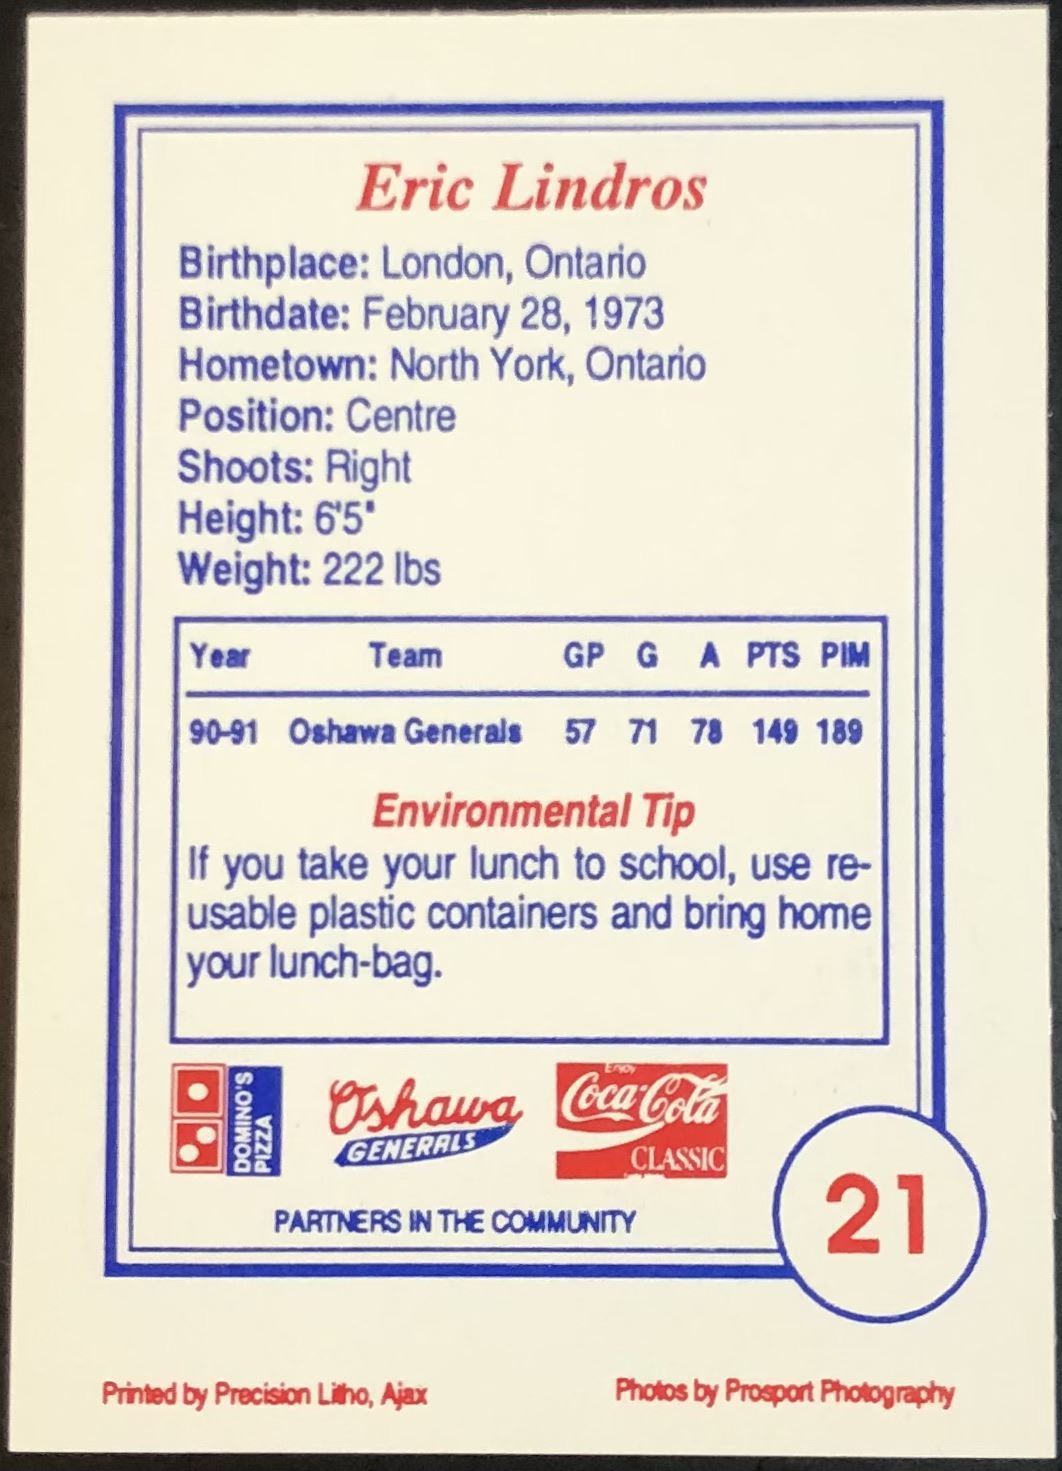 Eric Lindros
Birthplace: London, Ontario
Birthdate: February 28, 1973
Hometown: North York, Ontario
Position: Centre
Shoots: Right
Height: 6'5"
Weight: 222 lbs
Year Team GP G A PTS PIM
90-91 Oshawa Generals 57 71 78 149 189
Environmental Tip
If you take your lunch to school, use re-
usable plastic containers and bring home
your lunch-bag.
DOMINO'S
PIZZA
Oshawa
GENERALS
Enjoy
Coca-Cola
CLASSIC
PARTNERS IN THE COMMUNITY
21
Printed by Precision Litho, Ajax
Photos by Prosport Photography